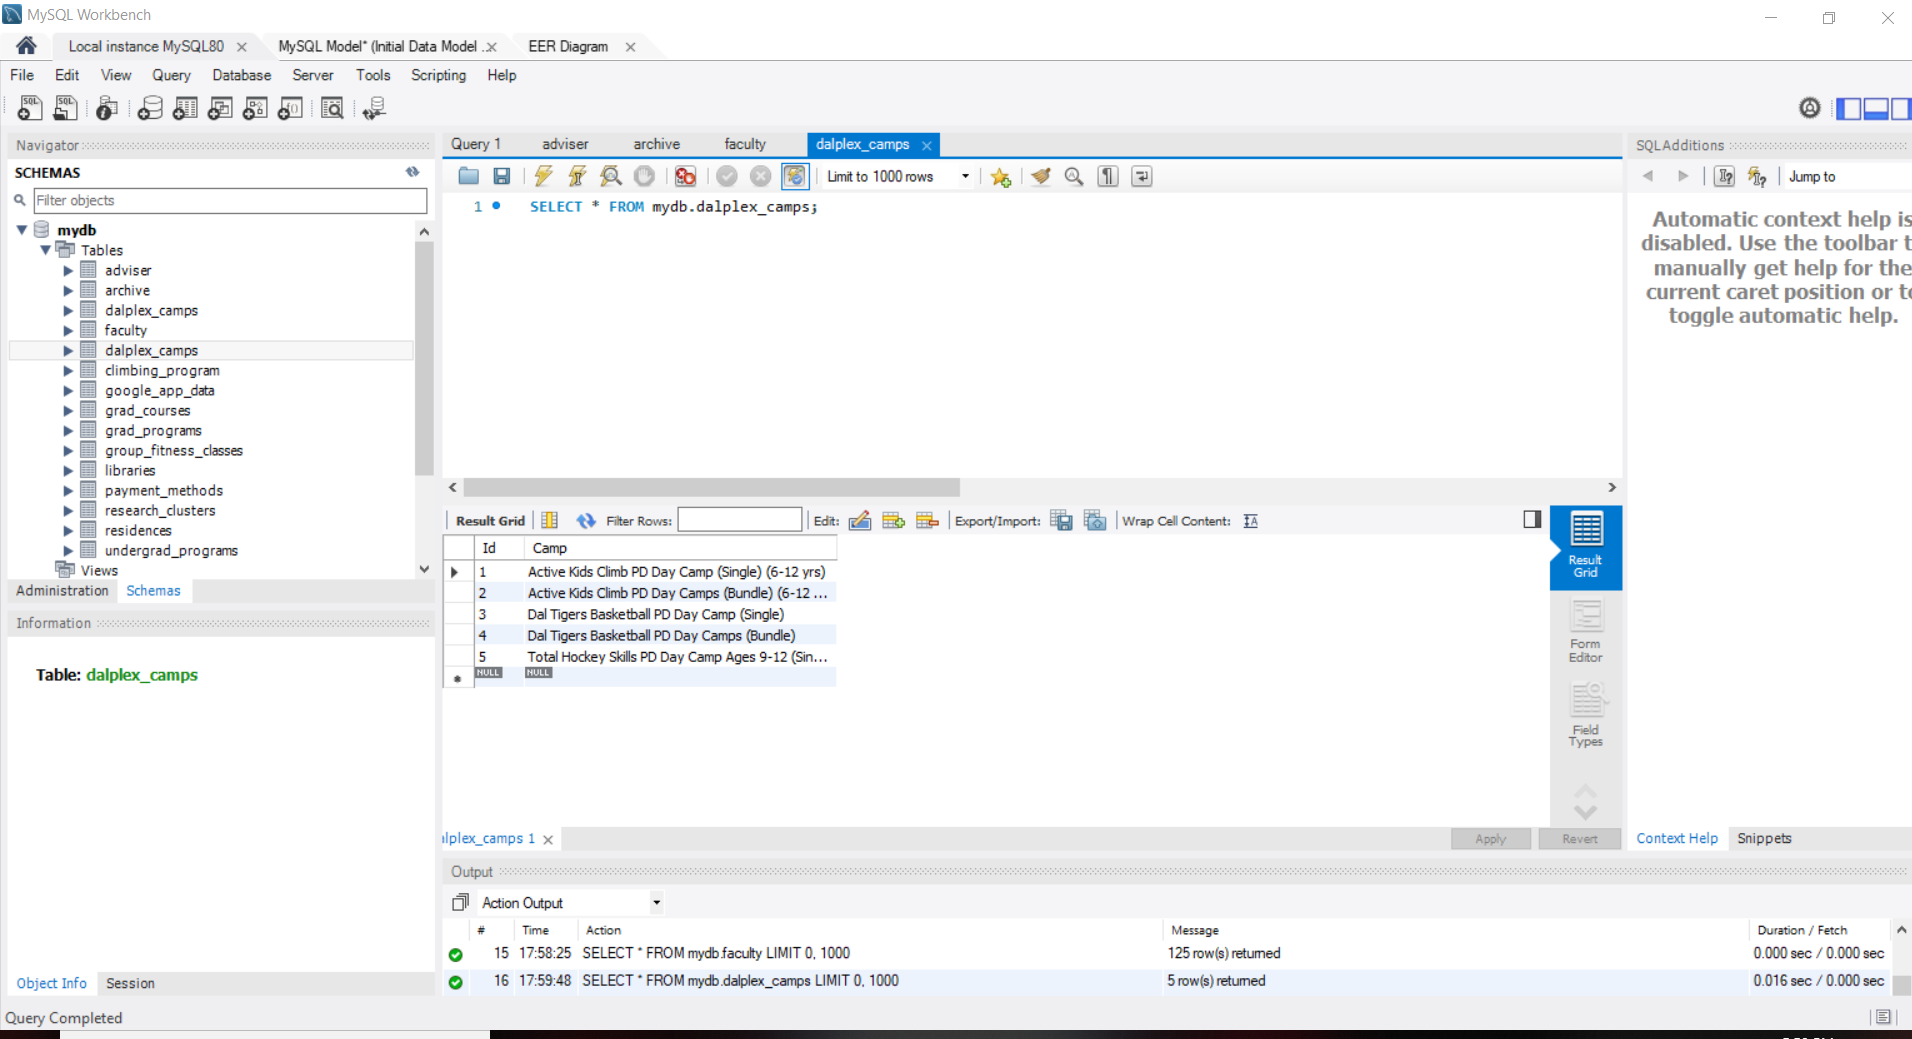 MySQL Workbench
Local instance MySQL80
MySQL Model* (Initial Data Model ..
EER Diagram
File Edit View Query Database Server Tools Scripting Help
Navigator
SCHEMAS
Filter objects
mydb
Tables
adviser
archive
dalplex_camps
faculty
dalplex_camps
climbing_program
google_app_data
grad_courses
grad_programs
group_fitness_classes
libraries
payment_methods
research_clusters
residences
undergrad_programs
Views
Administration Schemas
Information
Table: dalplex_camps
Object Info Session
Query 1 adviser archive faculty dalplex_camps
Limit to 1000 rows
1 SELECT * FROM mydb.dalplex_camps;
Result Grid Filter Rows: Edit: Export/Import: Wrap Cell Content:
Id Camp
1 Active Kids Climb PD Day Camp (Single) (6-12 yrs)
2 Active Kids Climb PD Day Camps (Bundle) (6-12 ...
3 Dal Tigers Basketball PD Day Camp (Single)
4 Dal Tigers Basketball PD Day Camps (Bundle)
5 Total Hockey Skills PD Day Camp Ages 9-12 (Sin...
NULL NULL
Result
Grid
Form
Editor
Field
Types
lplex_camps 1
Apply Revert
SQLAdditions
Jump to
Automatic context help is
disabled. Use the toolbar t
manually get help for the
current caret position or to
toggle automatic help.
Context Help Snippets
Output
Action Output
# Time Action Message Duration / Fetch
15 17:58:25 SELECT * FROM mydb.faculty LIMIT 0, 1000 125 row(s) returned 0.000 sec / 0.000 sec
16 17:59:48 SELECT * FROM mydb.dalplex_camps LIMIT 0, 1000 5 row(s) returned 0.016 sec / 0.000 sec
Query Completed